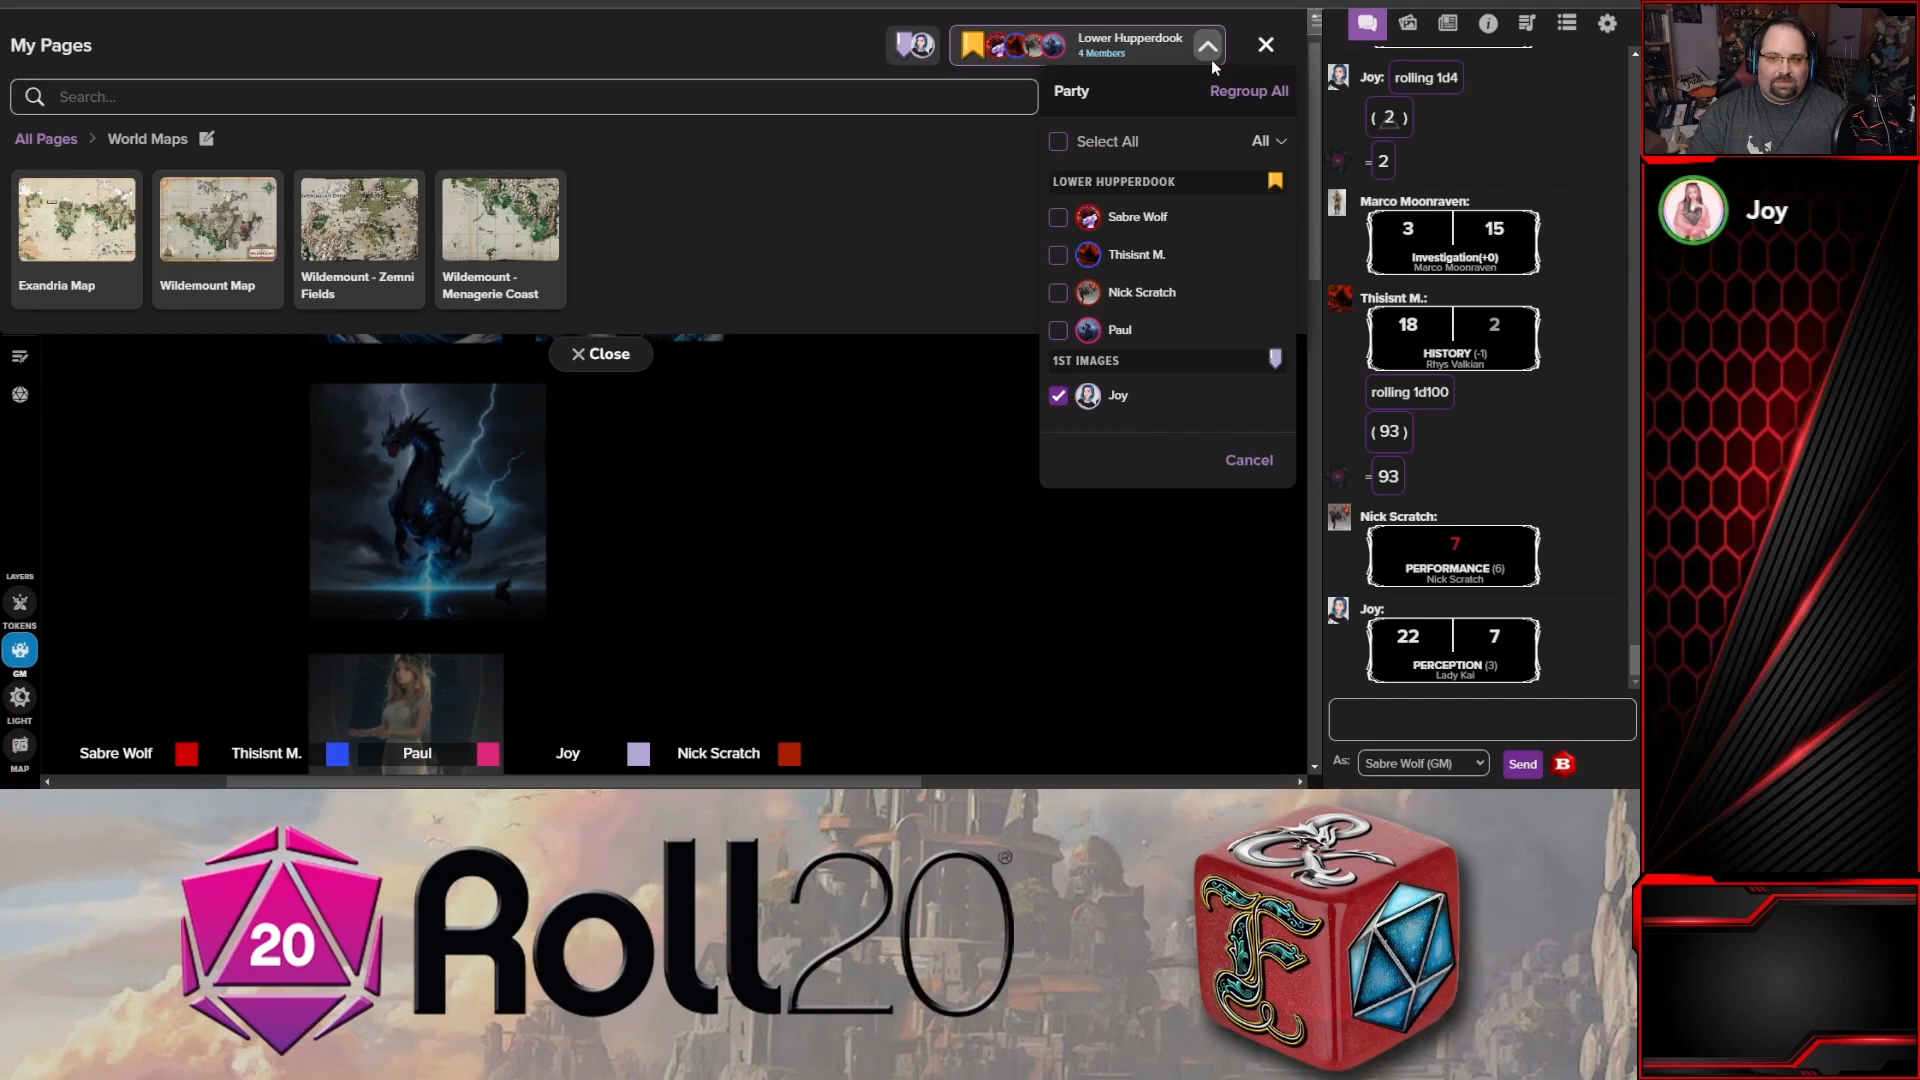 My Pages
Lower Hupperdook
4 Members
Search...
All Pages > World Maps
Exandria Map
Wildemount Map
Wildemount - Zemni
Fields
Wildemount -
Menagerie Coast
Party
Regroup All
Select All
All
LOWER HUPPERDOOK
Sabre Wolf
Thisisnt M.
Nick Scratch
Paul
1ST IMAGES
Joy
Cancel
Close
LAYERS
TOKENS
GM
LIGHT
MAP
Sabre Wolf
Thisisnt M.
Paul
Joy
Nick Scratch
Joy: rolling 1d4
( 2 )
= 2
Marco Moonraven:
3 15
Investigation(+0)
Marco Moonraven
Thisisnt M.:
18 2
HISTORY (-1)
Rhys Valkian
rolling 1d100
( 93 )
= 93
Nick Scratch:
7
PERFORMANCE (6)
Nick Scratch
Joy:
22 7
PERCEPTION (3)
Lady Kai
As: Sabre Wolf (GM) Send B
Joy
20 Roll20®
E